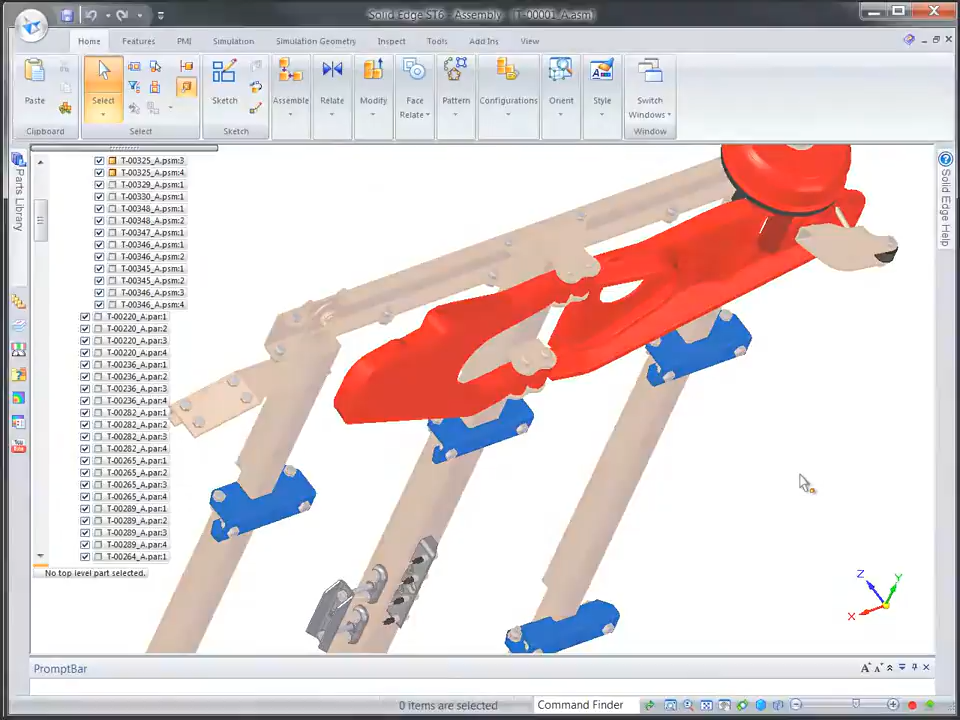 Solid Edge ST6 - Assembly - [T-00001_A.asm]
Home Features PMI Simulation Simulation Geometry Inspect Tools Add Ins View
Paste Select Sketch Assemble Relate Modify Face Relate Pattern Configurations Orient Style Switch Windows
Clipboard Select Sketch Window
Parts Library
Solid Edge Help
T-00325_A.psm:3
T-00325_A.psm:4
T-00329_A.psm:1
T-00330_A.psm:1
T-00348_A.psm:1
T-00348_A.psm:2
T-00347_A.psm:1
T-00346_A.psm:1
T-00346_A.psm:2
T-00345_A.psm:1
T-00345_A.psm:2
T-00346_A.psm:3
T-00346_A.psm:4
T-00220_A.par:1
T-00220_A.par:2
T-00220_A.par:3
T-00220_A.par:4
T-00236_A.par:1
T-00236_A.par:2
T-00236_A.par:3
T-00236_A.par:4
T-00282_A.par:1
T-00282_A.par:2
T-00282_A.par:3
T-00282_A.par:4
T-00265_A.par:1
T-00265_A.par:2
T-00265_A.par:3
T-00265_A.par:4
T-00289_A.par:1
T-00289_A.par:2
T-00289_A.par:3
T-00289_A.par:4
T-00264_A.par:1
No top level part selected.
Z
Y
X
PromptBar
0 items are selected
Command Finder